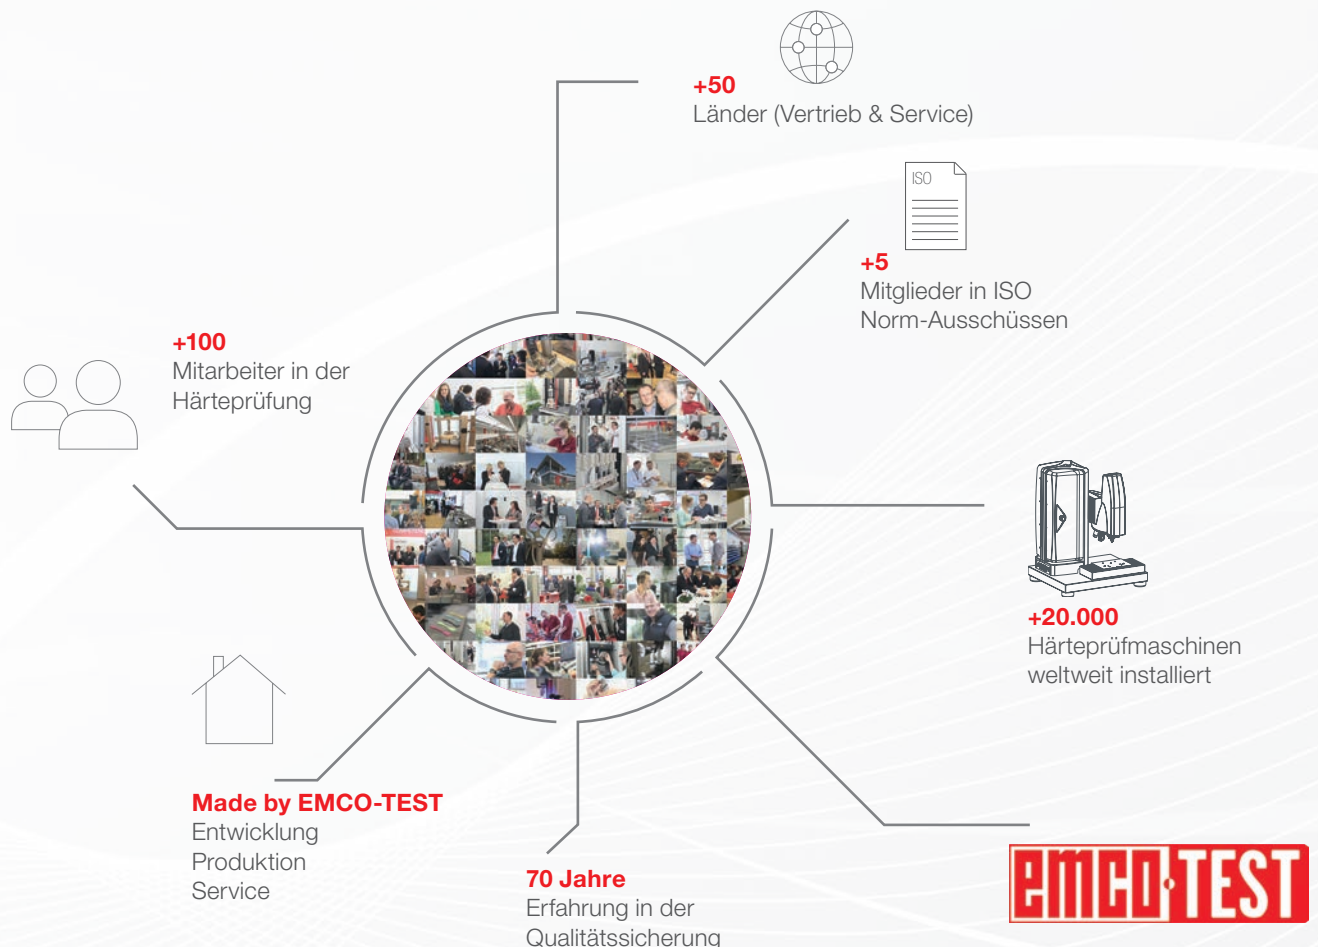 +50
Länder (Vertrieb & Service)
ISO
+5
Mitglieder in ISO
Norm-Ausschüssen
+100
Mitarbeiter in der
Härteprüfung
+20.000
Härteprüfmaschinen
weltweit installiert
Made by EMCO-TEST
Entwicklung
Produktion
Service
70 Jahre
Erfahrung in der
Qualitätssicherung
emco·TEST